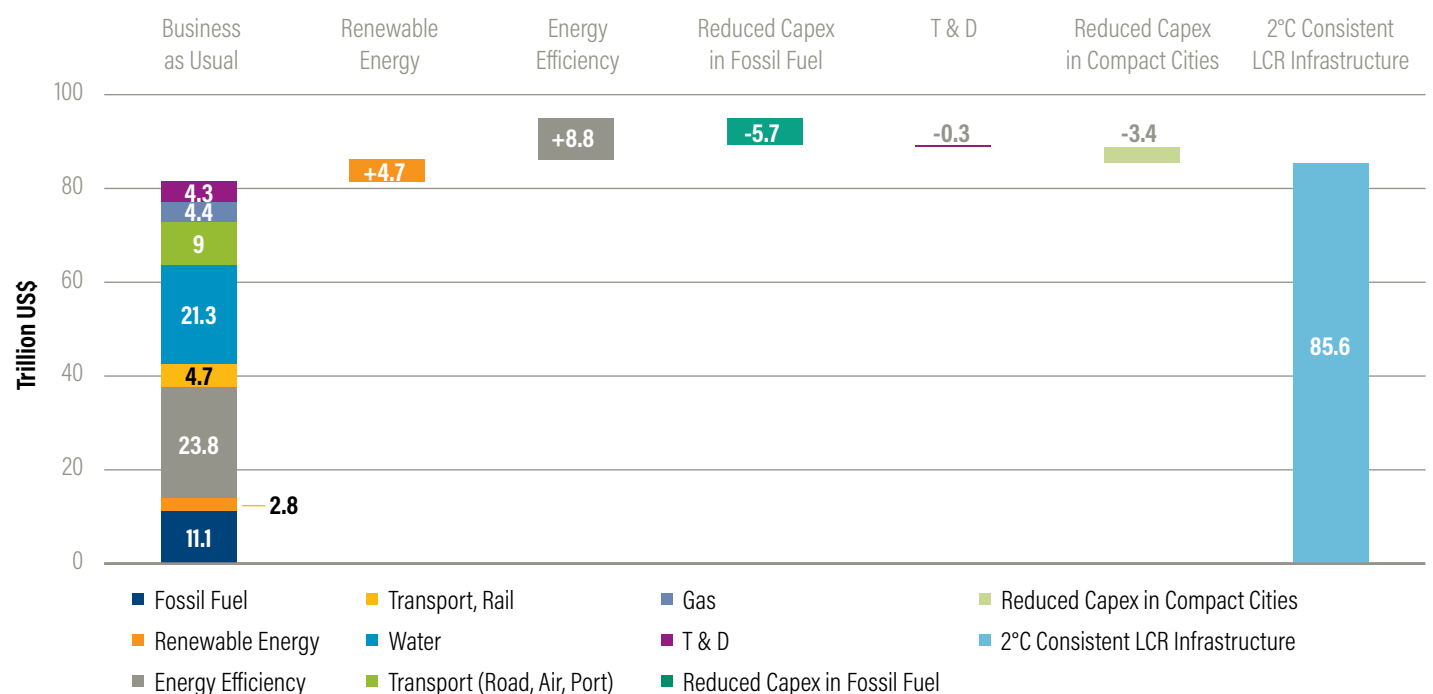 Business
as Usual
Renewable
Energy
Energy
Efficiency
Reduced Capex
in Fossil Fuel
T & D
Reduced Capex
in Compact Cities
2°C Consistent
LCR Infrastructure
Trillion US$
100
80
60
40
20
0
4.3
4.4
9
21.3
4.7
23.8
2.8
11.1
+4.7
+8.8
-5.7
-0.3
-3.4
85.6
Fossil Fuel
Renewable Energy
Energy Efficiency
Transport, Rail
Water
Transport (Road, Air, Port)
Gas
T & D
Reduced Capex in Fossil Fuel
Reduced Capex in Compact Cities
2°C Consistent LCR Infrastructure